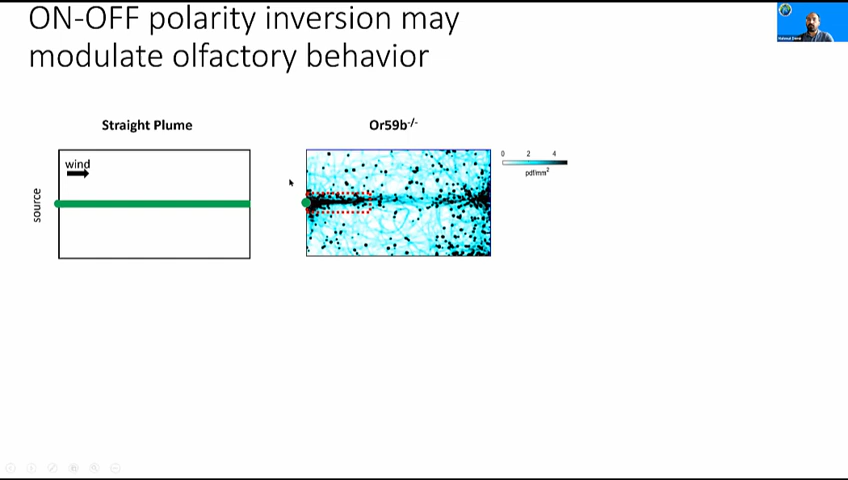 ON-OFF polarity inversion may
modulate olfactory behavior
Straight Plume
Or59b-/-
wind
source
0 2 4
pdf/mm2